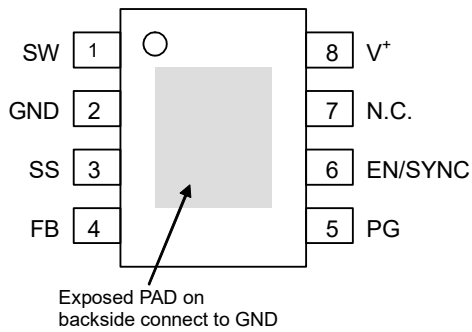 SW 1 8 V⁺
GND 2 7 N.C.
SS 3 6 EN/SYNC
FB 4 5 PG
Exposed PAD on
backside connect to GND